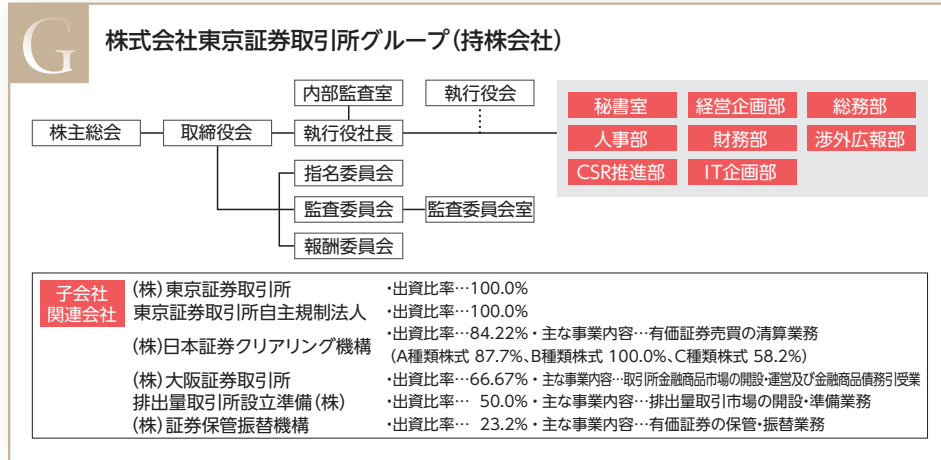 G
株式会社東京証券取引所グループ(持株会社)
内部監査室 執行役会
株主総会 取締役会 執行役社長
指名委員会
監査委員会 監査委員会室
報酬委員会
秘書室 経営企画部 総務部
人事部 財務部 渉外広報部
CSR推進部 IT企画部
子会社
関連会社
(株)東京証券取引所 ・出資比率…100.0%
東京証券取引所自主規制法人 ・出資比率…100.0%
(株)日本証券クリアリング機構 ・出資比率…84.22%・主な事業内容…有価証券売買の清算業務
(A種類株式 87.7%、B種類株式 100.0%、C種類株式 58.2%)
(株)大阪証券取引所 ・出資比率…66.67%・主な事業内容…取引所金融商品市場の開設・運営及び金融商品債務引受業
排出量取引所設立準備(株) ・出資比率… 50.0%・主な事業内容…排出量取引市場の開設・準備業務
(株)証券保管振替機構 ・出資比率… 23.2%・主な事業内容…有価証券の保管・振替業務